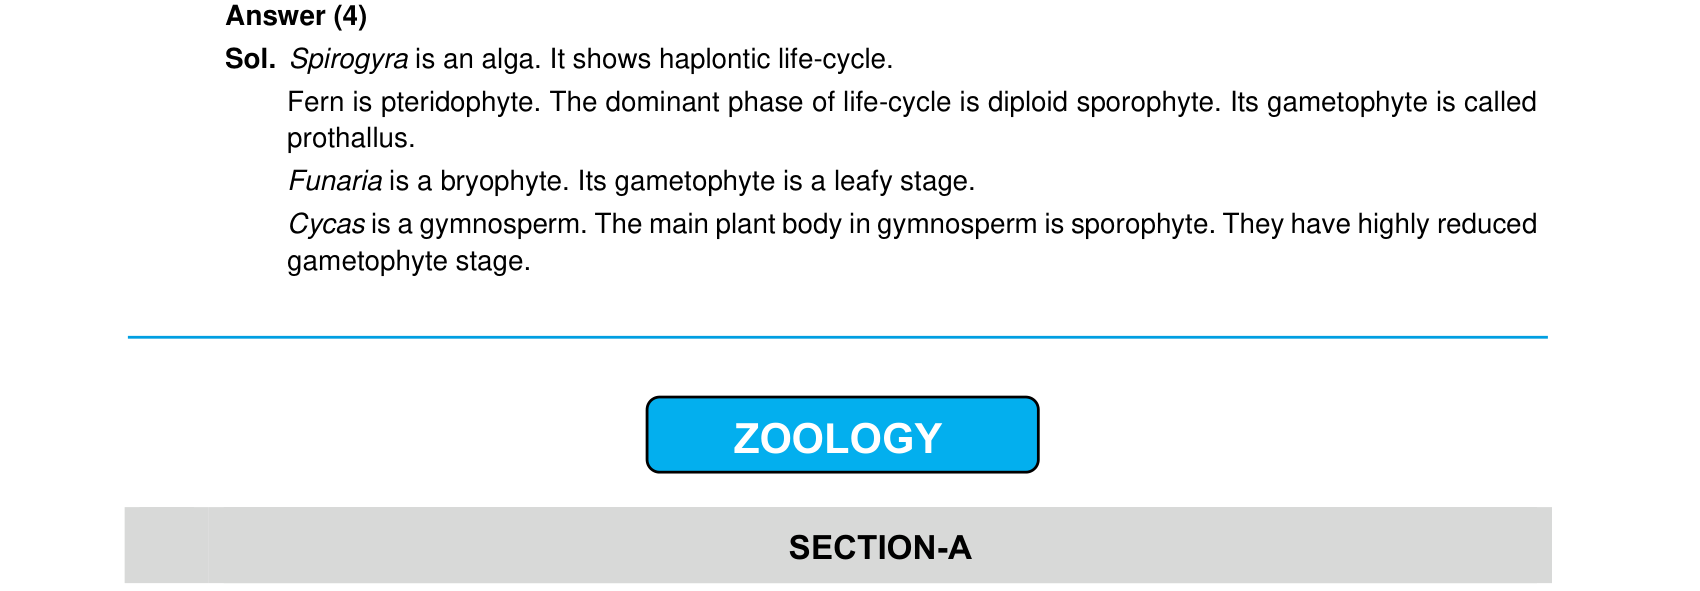 Answer (4)
Sol. Spirogyra is an alga. It shows haplontic life-cycle.
Fern is pteridophyte. The dominant phase of life-cycle is diploid sporophyte. Its gametophyte is called
prothallus.
Funaria is a bryophyte. Its gametophyte is a leafy stage.
Cycas is a gymnosperm. The main plant body in gymnosperm is sporophyte. They have highly reduced
gametophyte stage.
ZOOLOGY
SECTION-A